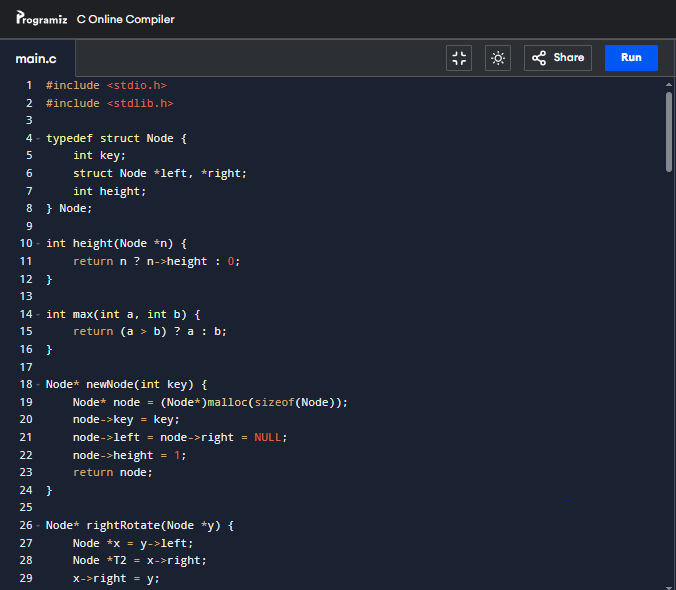 Programiz C Online Compiler
main.c Share Run
1 #include <stdio.h>
2 #include <stdlib.h>
3
4 typedef struct Node {
5     int key;
6     struct Node *left, *right;
7     int height;
8 } Node;
9
10 int height(Node *n) {
11     return n ? n->height : 0;
12 }
13
14 int max(int a, int b) {
15     return (a > b) ? a : b;
16 }
17
18 Node* newNode(int key) {
19     Node* node = (Node*)malloc(sizeof(Node));
20     node->key = key;
21     node->left = node->right = NULL;
22     node->height = 1;
23     return node;
24 }
25
26 Node* rightRotate(Node *y) {
27     Node *x = y->left;
28     Node *T2 = x->right;
29     x->right = y;